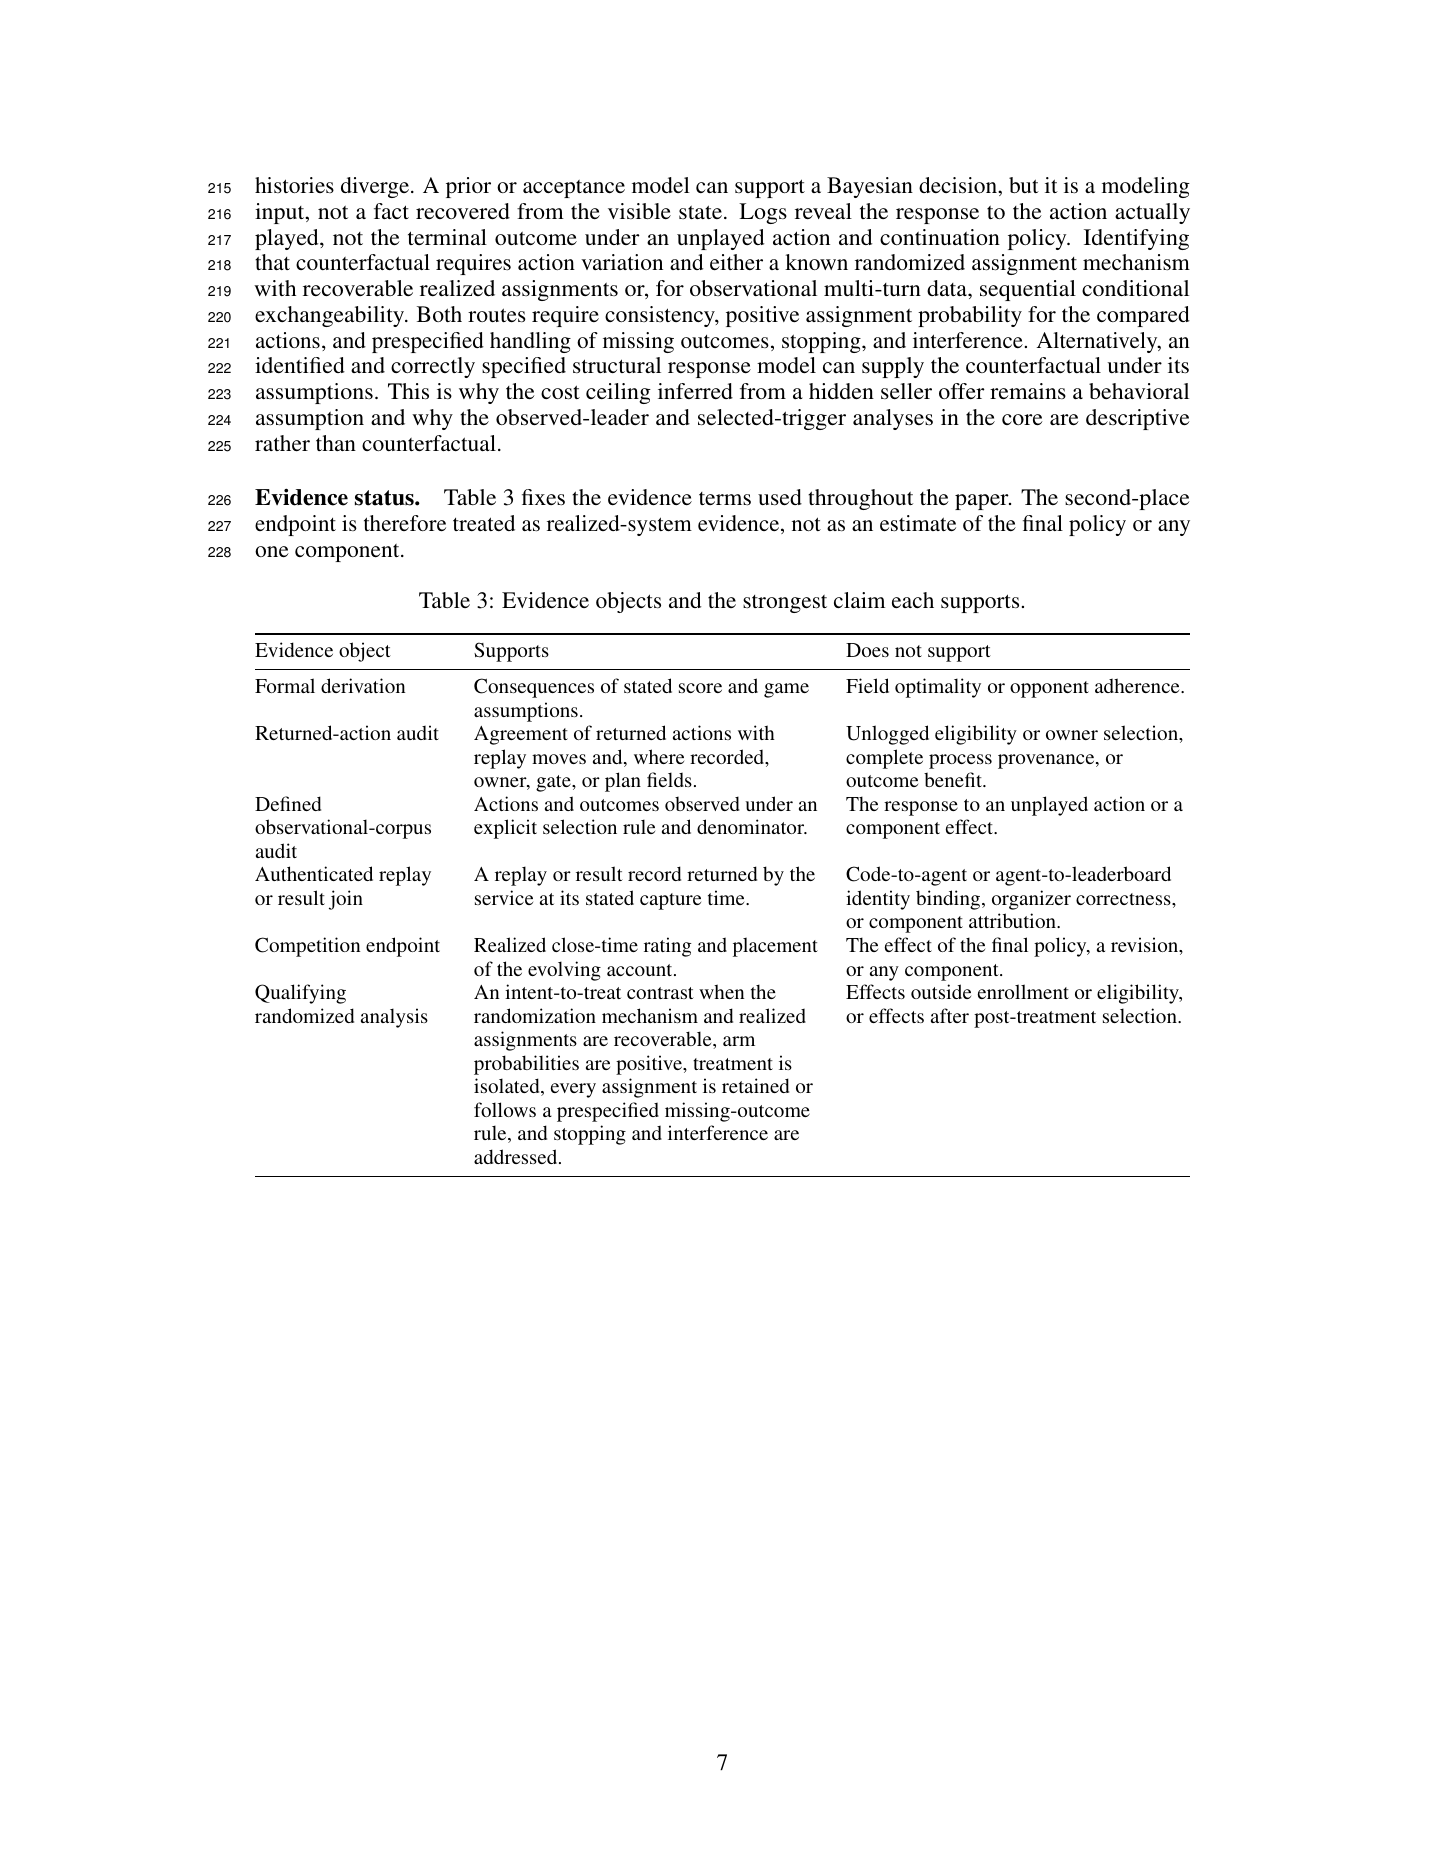 215 histories diverge. A prior or acceptance model can support a Bayesian decision, but it is a modeling
216 input, not a fact recovered from the visible state. Logs reveal the response to the action actually
217 played, not the terminal outcome under an unplayed action and continuation policy. Identifying
218 that counterfactual requires action variation and either a known randomized assignment mechanism
219 with recoverable realized assignments or, for observational multi-turn data, sequential conditional
220 exchangeability. Both routes require consistency, positive assignment probability for the compared
221 actions, and prespecified handling of missing outcomes, stopping, and interference. Alternatively, an
222 identified and correctly specified structural response model can supply the counterfactual under its
223 assumptions. This is why the cost ceiling inferred from a hidden seller offer remains a behavioral
224 assumption and why the observed-leader and selected-trigger analyses in the core are descriptive
225 rather than counterfactual.
226 Evidence status. Table 3 fixes the evidence terms used throughout the paper. The second-place
227 endpoint is therefore treated as realized-system evidence, not as an estimate of the final policy or any
228 one component.
Table 3: Evidence objects and the strongest claim each supports.
Evidence object Supports Does not support
Formal derivation Consequences of stated score and game Field optimality or opponent adherence.
assumptions.
Returned-action audit Agreement of returned actions with Unlogged eligibility or owner selection,
replay moves and, where recorded, complete process provenance, or
owner, gate, or plan fields. outcome benefit.
Defined Actions and outcomes observed under an The response to an unplayed action or a
observational-corpus explicit selection rule and denominator. component effect.
audit
Authenticated replay A replay or result record returned by the Code-to-agent or agent-to-leaderboard
or result join service at its stated capture time. identity binding, organizer correctness,
or component attribution.
Competition endpoint Realized close-time rating and placement The effect of the final policy, a revision,
of the evolving account. or any component.
Qualifying An intent-to-treat contrast when the Effects outside enrollment or eligibility,
randomized analysis randomization mechanism and realized or effects after post-treatment selection.
assignments are recoverable, arm
probabilities are positive, treatment is
isolated, every assignment is retained or
follows a prespecified missing-outcome
rule, and stopping and interference are
addressed.
7